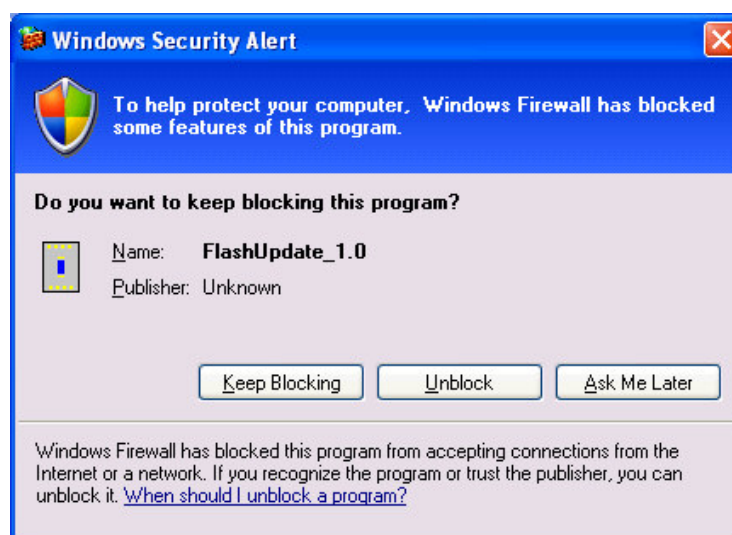 Windows Security Alert
To help protect your computer, Windows Firewall has blocked
some features of this program.
Do you want to keep blocking this program?
Name: FlashUpdate_1.0
Publisher: Unknown
Keep Blocking Unblock Ask Me Later
Windows Firewall has blocked this program from accepting connections from the
Internet or a network. If you recognize the program or trust the publisher, you can
unblock it. When should I unblock a program?